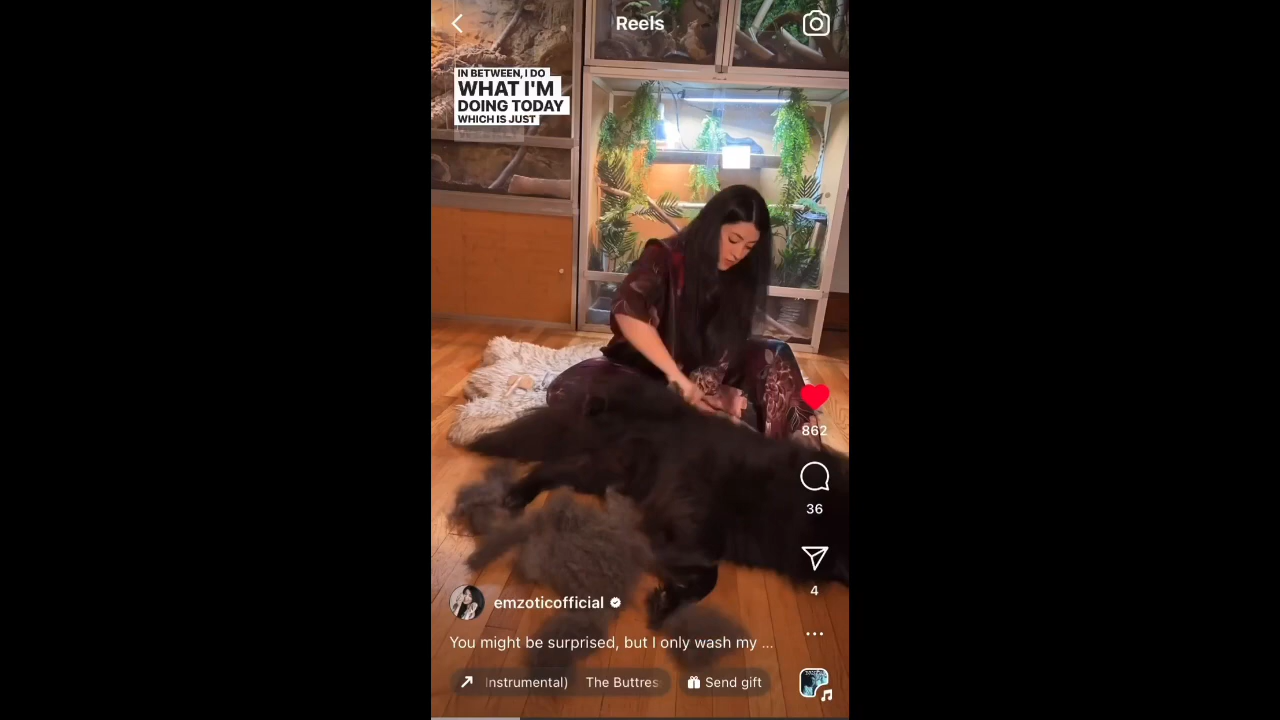 Reels
IN BETWEEN, I DO
WHAT I'M
DOING TODAY
WHICH IS JUST
862
36
4
emzoticofficial
You might be surprised, but I only wash my ...
Instrumental) The Buttres
Send gift